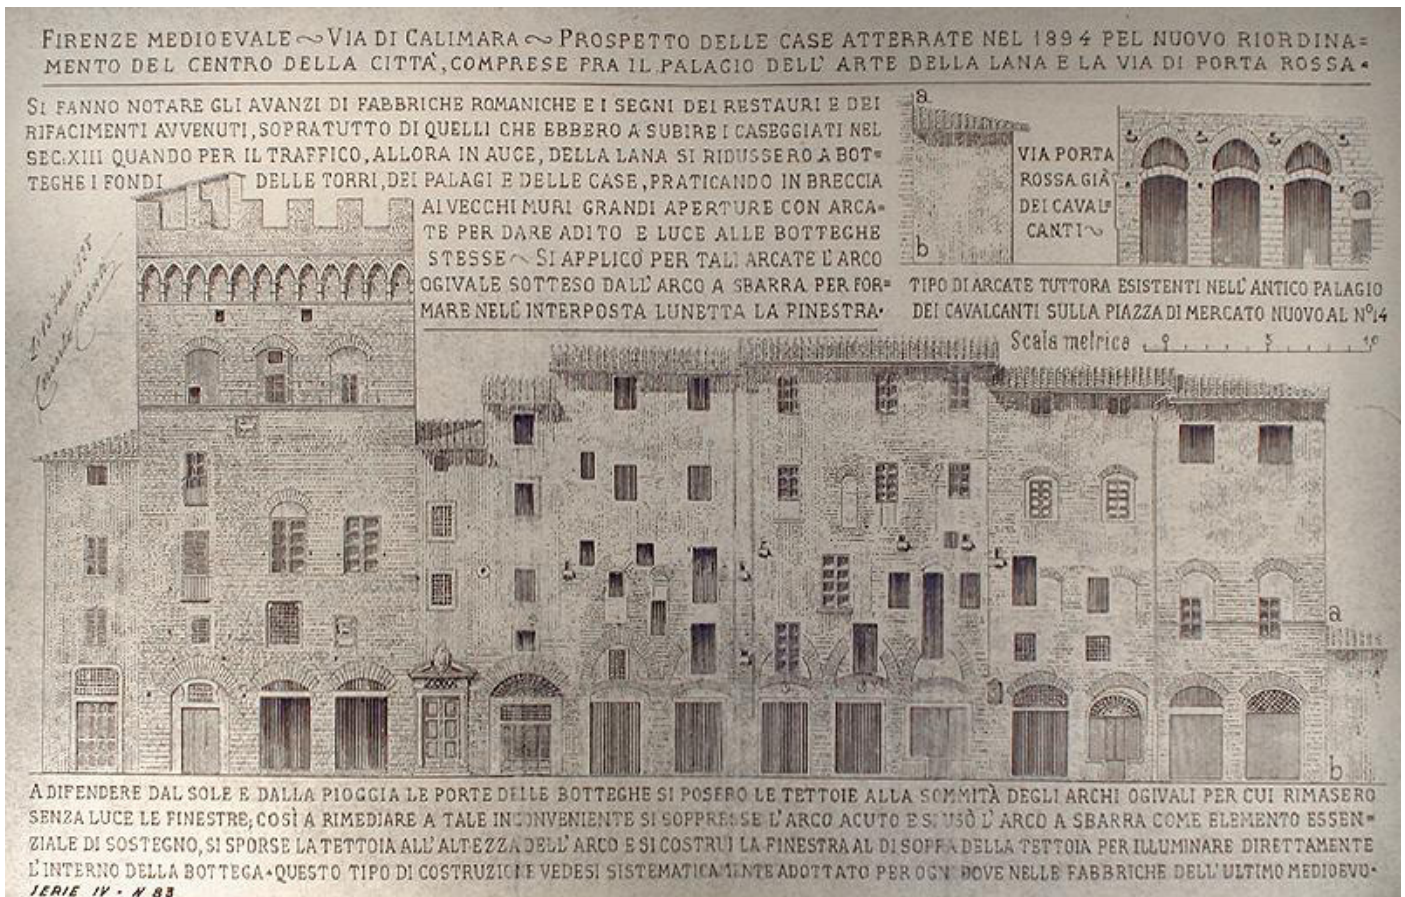 FIRENZE MEDIOEVALE ~ VIA DI CALIMARA ~ PROSPETTO DELLE CASE ATTERRATE NEL 1894 PEL NUOVO RIORDINA=
MENTO DEL CENTRO DELLA CITTÀ, COMPRESE FRA IL PALAGIO DELL' ARTE DELLA LANA E LA VIA DI PORTA ROSSA.
SI FANNO NOTARE GLI AVANZI DI FABBRICHE ROMANICHE E I SEGNI DEI RESTAURI E DEI
RIFACIMENTI AVVENUTI, SOPRATUTTO DI QUELLI CHE EBBERO A SUBIRE I CASEGGIATI NEL
SEC. XIII QUANDO PER IL TRAFFICO, ALLORA IN AUGE, DELLA LANA SI RIDUSSERO A BOT=
TEGHE I FONDI DELLE TORRI, DEI PALAGI E DELLE CASE, PRATICANDO IN BRECCIA
AI VECCHI MURI GRANDI APERTURE CON ARCA=
TE PER DARE ADITO E LUCE ALLE BOTTEGHE
STESSE ~ SI APPLICÒ PER TALI ARCATE L'ARCO
OGIVALE SOTTESO DALL' ARCO A SBARRA PER FOR=
MARE NELL' INTERPOSTA LUNETTA LA FINESTRA.
a
b
VIA PORTA
ROSSA GIÀ
DEI CAVAL=
CANTI ~
TIPO DI ARCATE TUTTORA ESISTENTI NELL' ANTICO PALAGIO
DEI CAVALCANTI SULLA PIAZZA DI MERCATO NUOVO AL Nº 14
Scala metrica 0 5 10
a
b
A DIFENDERE DAL SOLE E DALLA PIOGGIA LE PORTE DELLE BOTTEGHE SI POSERO LE TETTOIE ALLA SOMMITÀ DEGLI ARCHI OGIVALI PER CUI RIMASERO
SENZA LUCE LE FINESTRE; COSÌ A RIMEDIARE A TALE INCONVENIENTE SI SOPPRESSE L'ARCO ACUTO E SI USÒ L'ARCO A SBARRA COME ELEMENTO ESSEN=
ZIALE DI SOSTEGNO, SI SPORSE LA TETTOIA ALL' ALTEZZA DELL' ARCO E SI COSTRUÌ LA FINESTRA AL DI SOPRA DELLA TETTOIA PER ILLUMINARE DIRETTAMENTE
L'INTERNO DELLA BOTTEGA. QUESTO TIPO DI COSTRUZIONE VEDESI SISTEMATICAMENTE ADOTTATO PER OGNI DOVE NELLE FABBRICHE DELL' ULTIMO MEDIOEVO.
SERIE IV - N 83